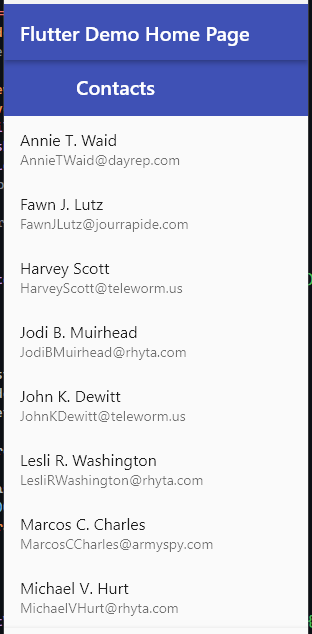 Flutter Demo Home Page
Contacts
Annie T. Waid
AnnieTWaid@dayrep.com
Fawn J. Lutz
FawnJLutz@jourrapide.com
Harvey Scott
HarveyScott@teleworm.us
Jodi B. Muirhead
JodiBMuirhead@rhyta.com
John K. Dewitt
JohnKDewitt@teleworm.us
Lesli R. Washington
LesliRWashington@rhyta.com
Marcos C. Charles
MarcosCCharles@armyspy.com
Michael V. Hurt
MichaelVHurt@rhyta.com